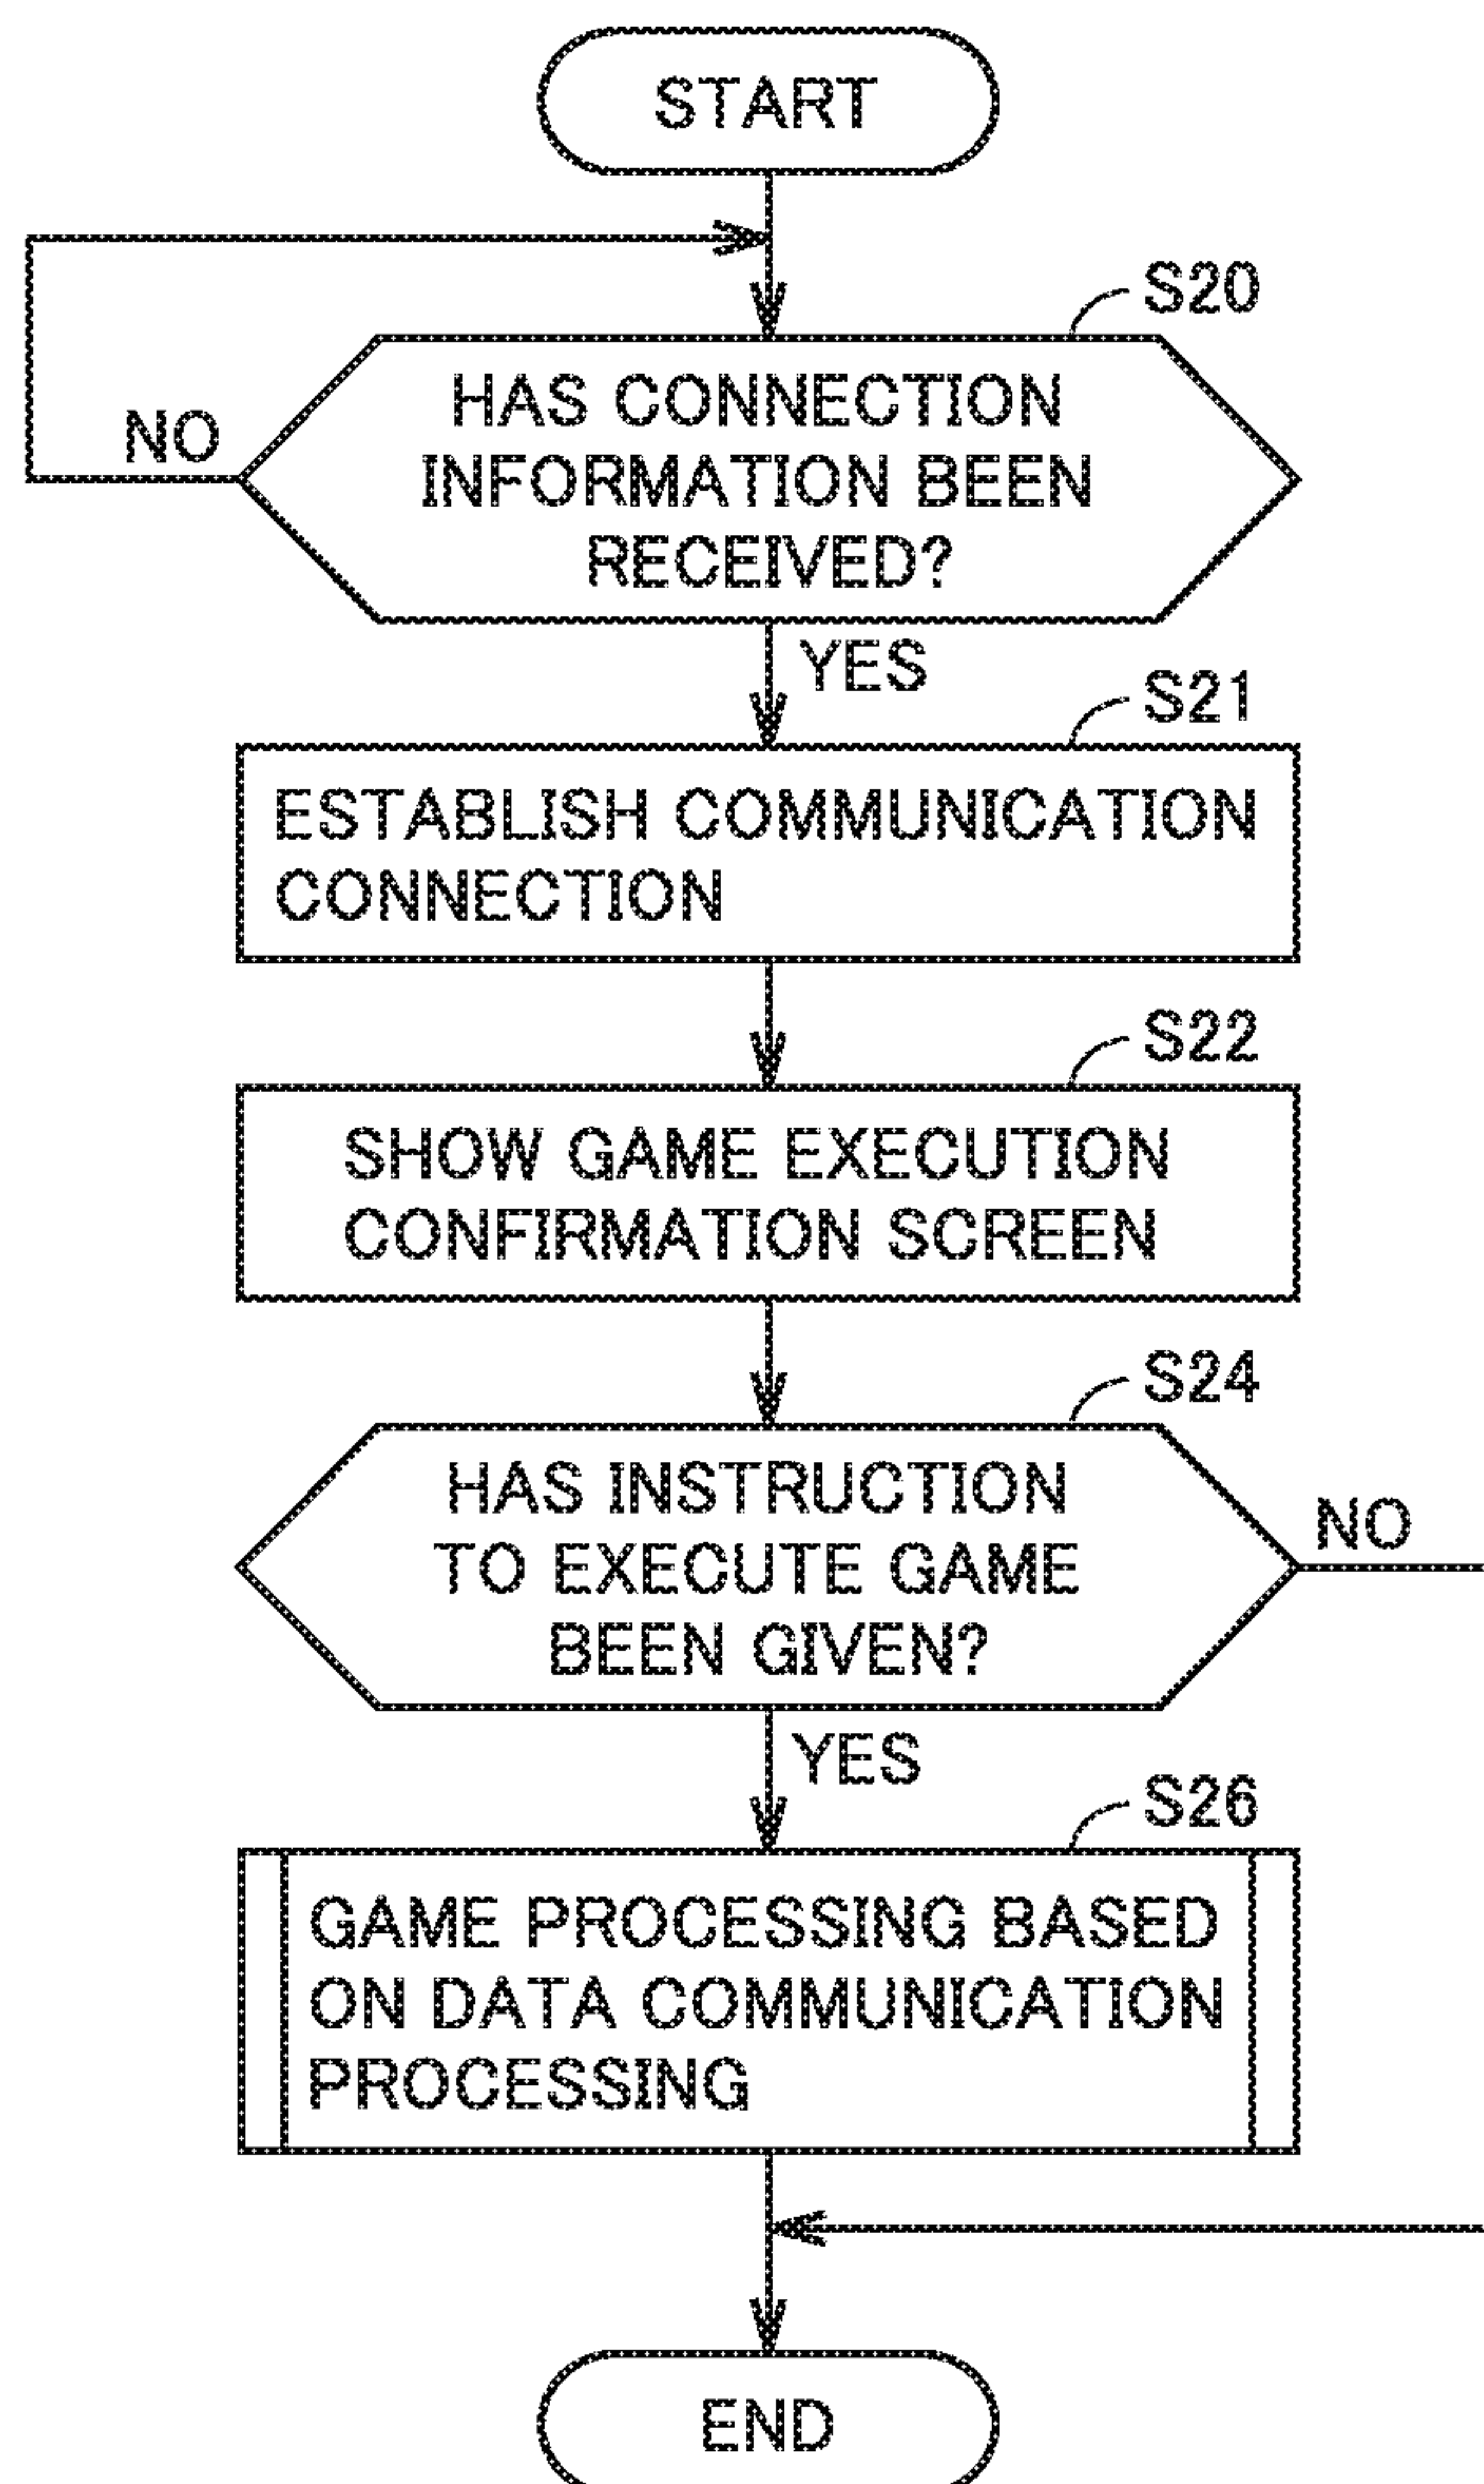 START
S20
HAS CONNECTION
INFORMATION BEEN
RECEIVED?
NO
YES
S21
ESTABLISH COMMUNICATION
CONNECTION
S22
SHOW GAME EXECUTION
CONFIRMATION SCREEN
S24
HAS INSTRUCTION
TO EXECUTE GAME
BEEN GIVEN?
NO
YES
S26
GAME PROCESSING BASED
ON DATA COMMUNICATION
PROCESSING
END